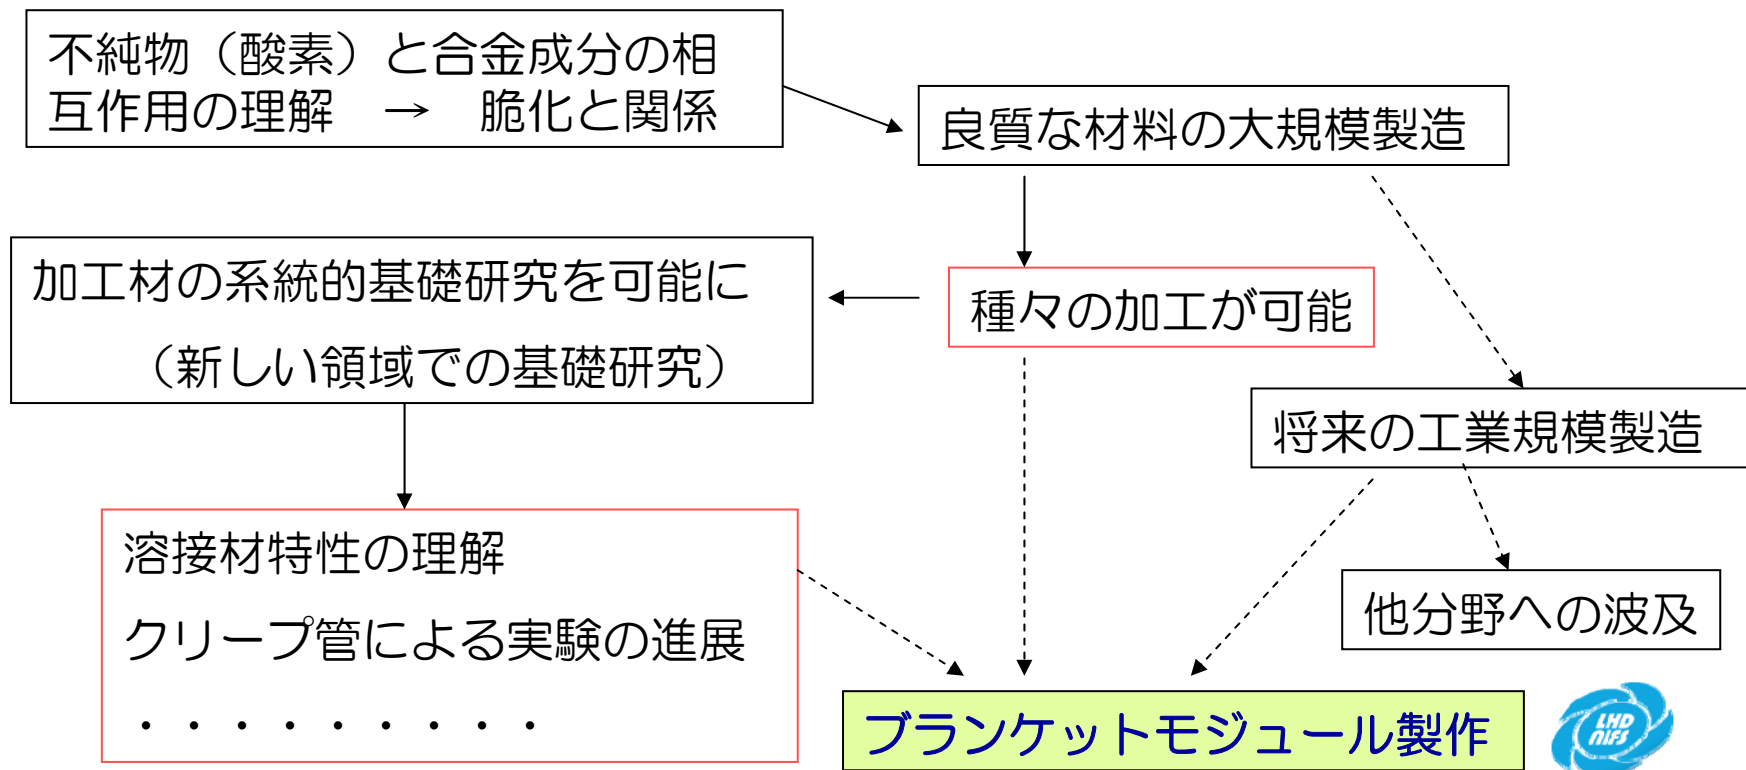 不純物（酸素）と合金成分の相
互作用の理解　→　脆化と関係
良質な材料の大規模製造
加工材の系統的基礎研究を可能に
（新しい領域での基礎研究）
種々の加工が可能
将来の工業規模製造
溶接材特性の理解
クリープ管による実験の進展
・・・・・・・・・
他分野への波及
ブランケットモジュール製作
LHD
NIFS